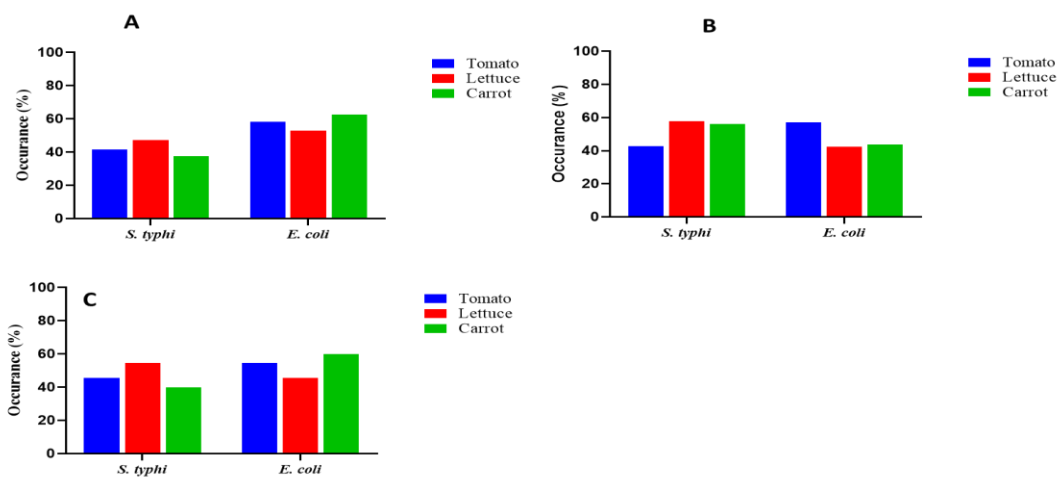 A
100
80
60
40
20
0
Occurance (%)
S. typhi
E. coli
Tomato
Lettuce
Carrot
B
100
80
60
40
20
0
Occurance (%)
S. typhi
E. coli
Tomato
Lettuce
Carrot
C
100
80
60
40
20
0
Occurance (%)
S. typhi
E. coli
Tomato
Lettuce
Carrot